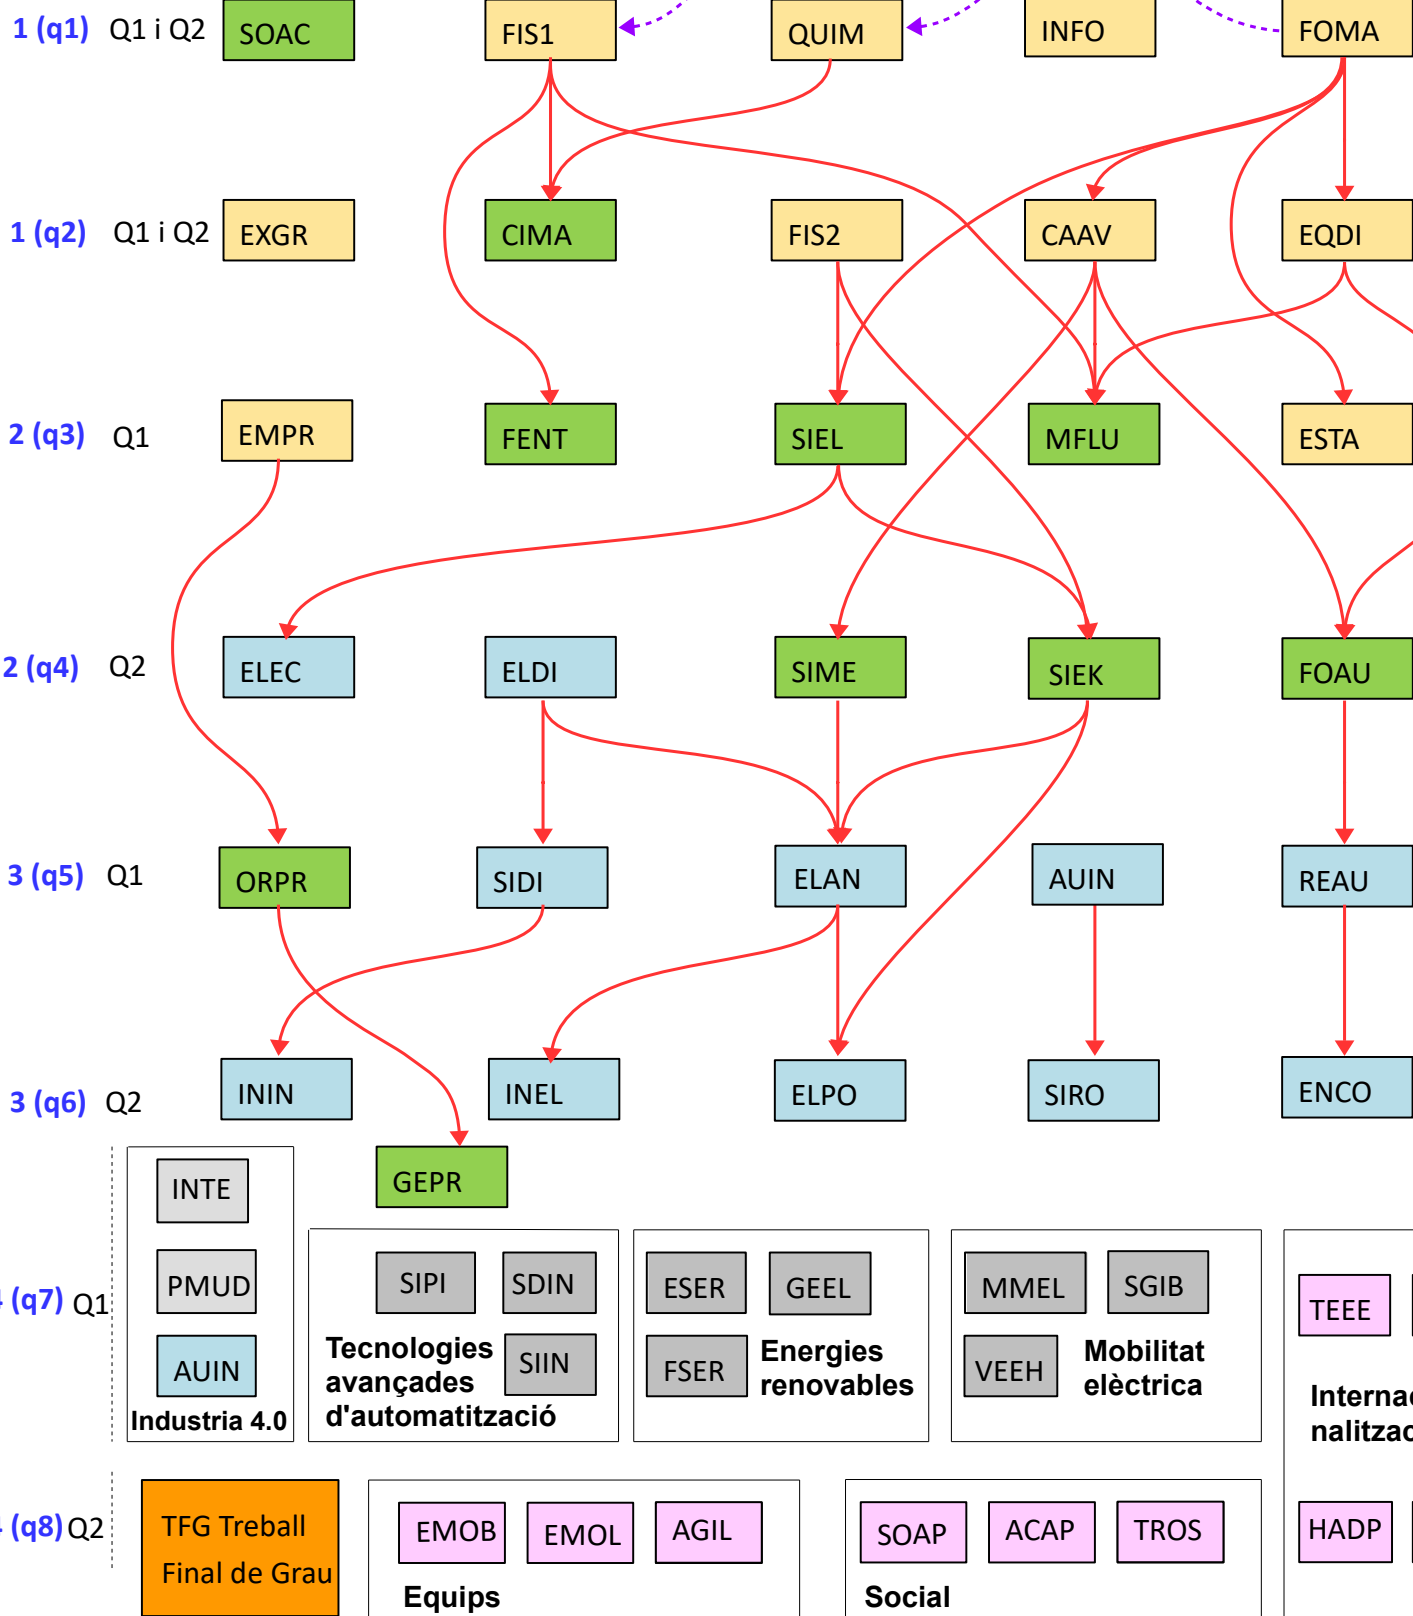 1 (q1) Q1 i Q2 SOAC FIS1 QUIM INFO FOMA
1 (q2) Q1 i Q2 EXGR CIMA FIS2 CAAV EQDI
2 (q3) Q1 EMPR FENT SIEL MFLU ESTA
2 (q4) Q2 ELEC ELDI SIME SIEK FOAU
3 (q5) Q1 ORPR SIDI ELAN AUIN REAU
3 (q6) Q2 ININ INEL ELPO SIRO ENCO
INTE GEPR
(q7) Q1 PMUD SIPI SDIN ESER GEEL MMEL SGIB TEEE
AUIN SIIN FSER VEEH
Industria 4.0
Tecnologies
avançades
d'automatització
Energies
renovables
Mobilitat
elèctrica
Internac
nalitzac
(q8) Q2 TFG Treball
Final de Grau
EMOB EMOL AGIL SOAP ACAP TROS HADP
Equips
Social